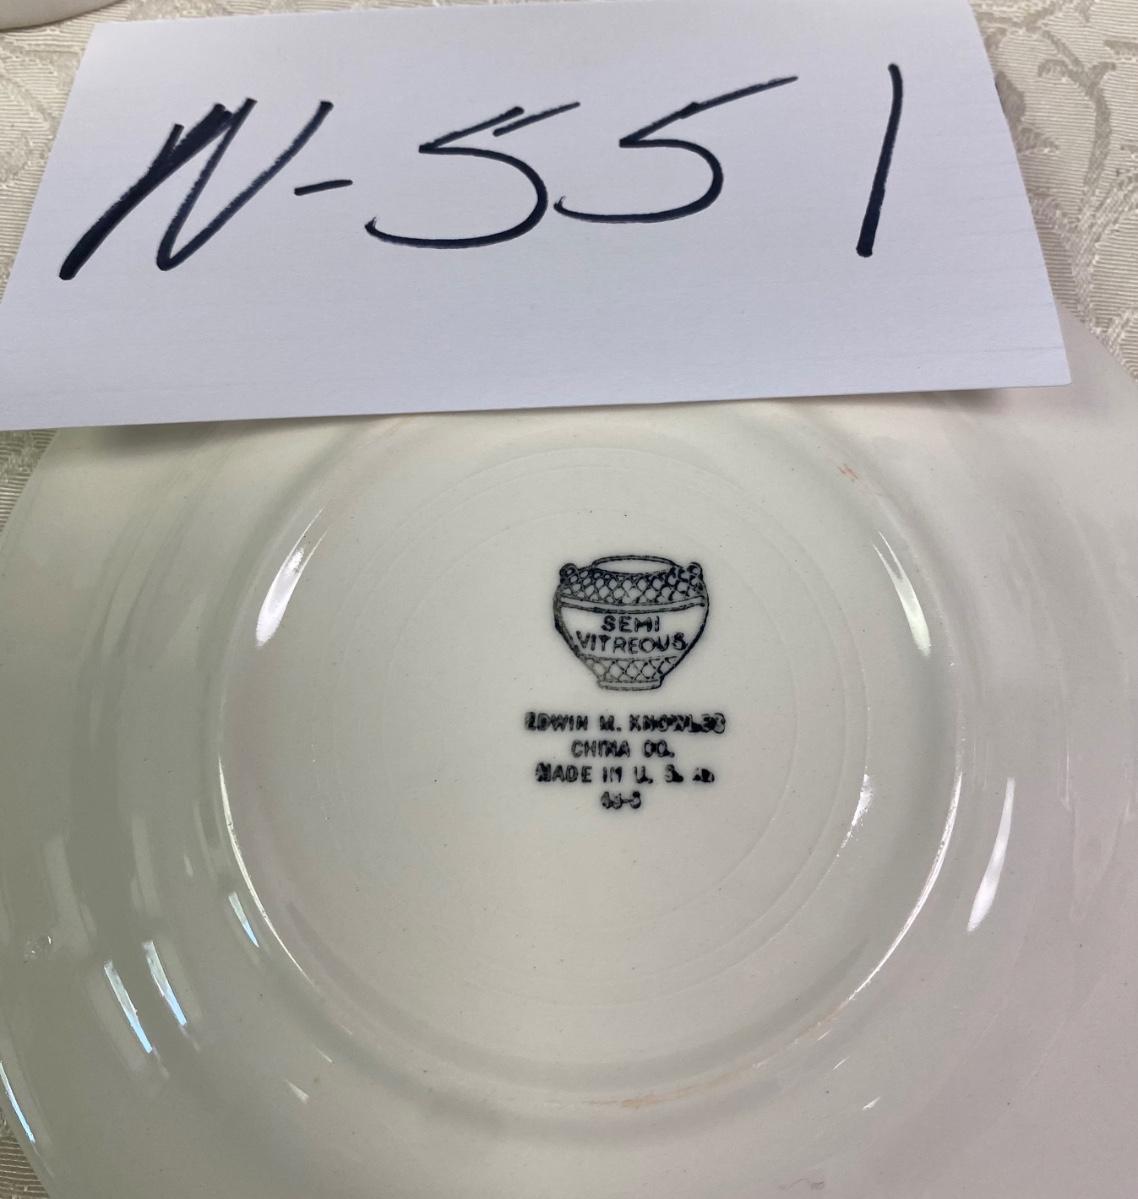 N-551
SEMI
VITREOUS
EDWIN M. KNOWLES
CHINA CO.
MADE IN U. S. A.